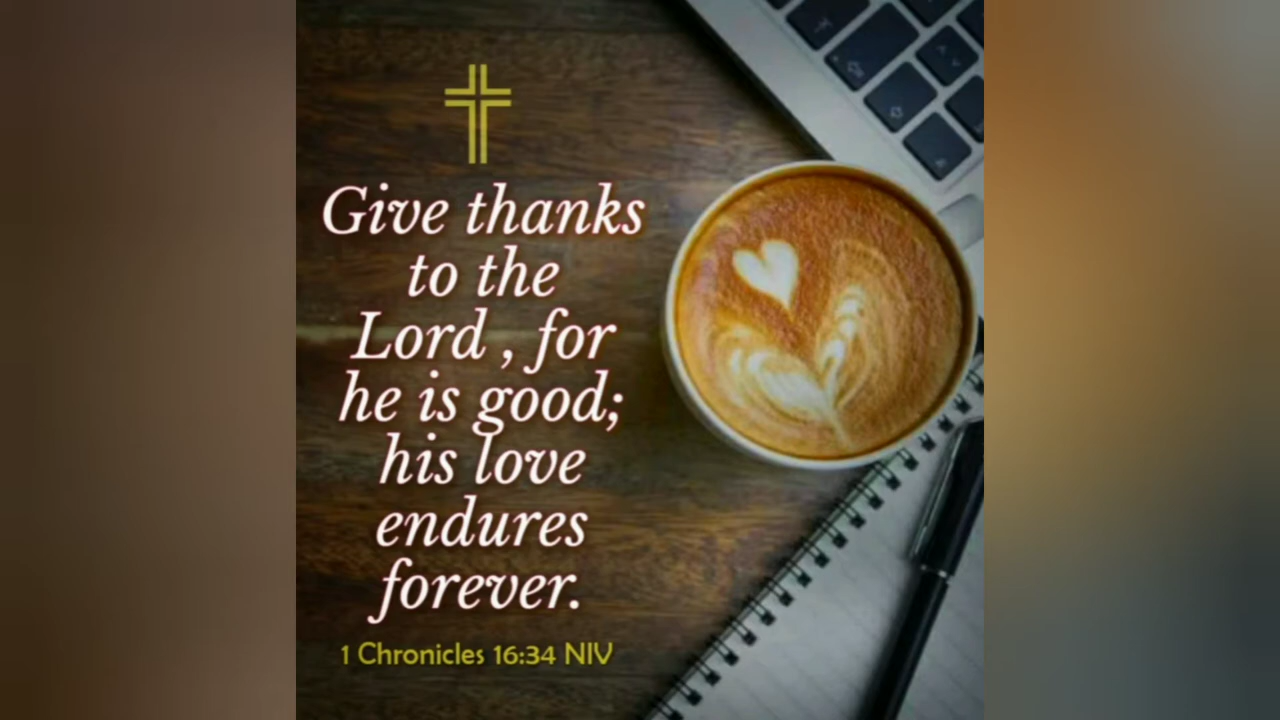 Give thanks
to the
Lord , for
he is good;
his love
endures
forever.
1 Chronicles 16:34 NIV